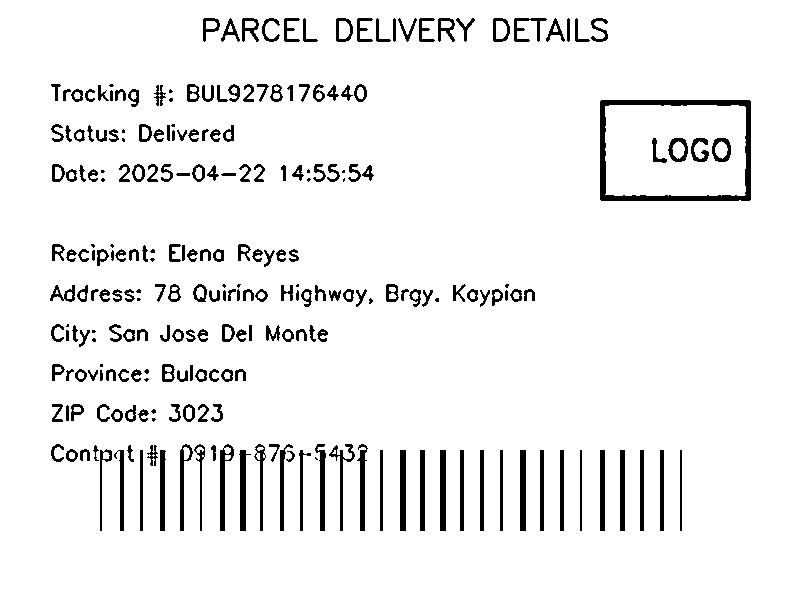 PARCEL DELIVERY DETAILS
Tracking #: BUL9278176440
Status: Delivered
LOGO
Date: 2025-04-22 14:55:54
Recipient: Elena Reyes
Address: 78 Quirino Highway, Brgy. Kaypian
City: San Jose Del Monte
Province: Bulacan
ZIP Code: 3023
Contact #: 0919-876-5432